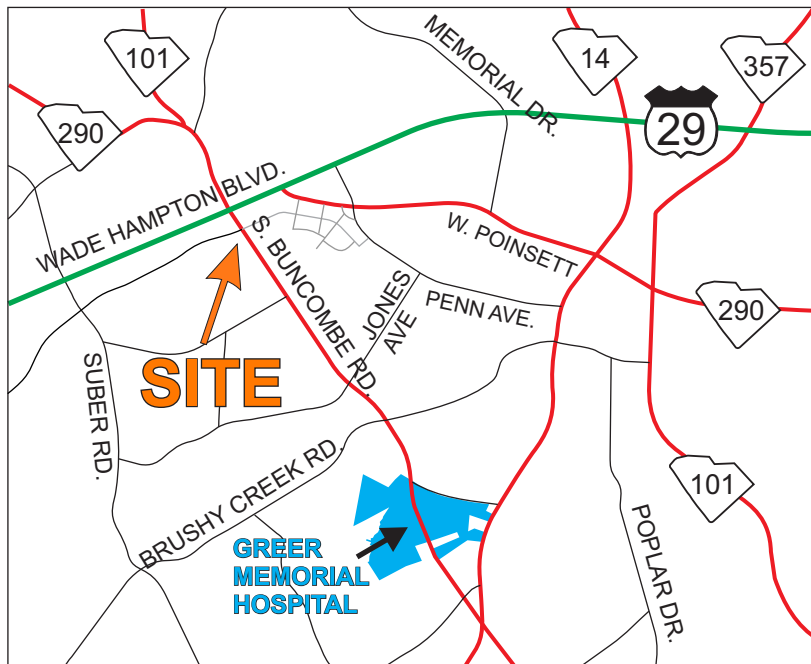 101
14
357
290
MEMORIAL DR.
29
WADE HAMPTON BLVD.
S. BUNCOMBE RD.
W. POINSETT
JONES
AVE
PENN AVE.
290
SITE
SUBER RD.
BRUSHY CREEK RD.
101
POPLAR DR.
GREER
MEMORIAL
HOSPITAL